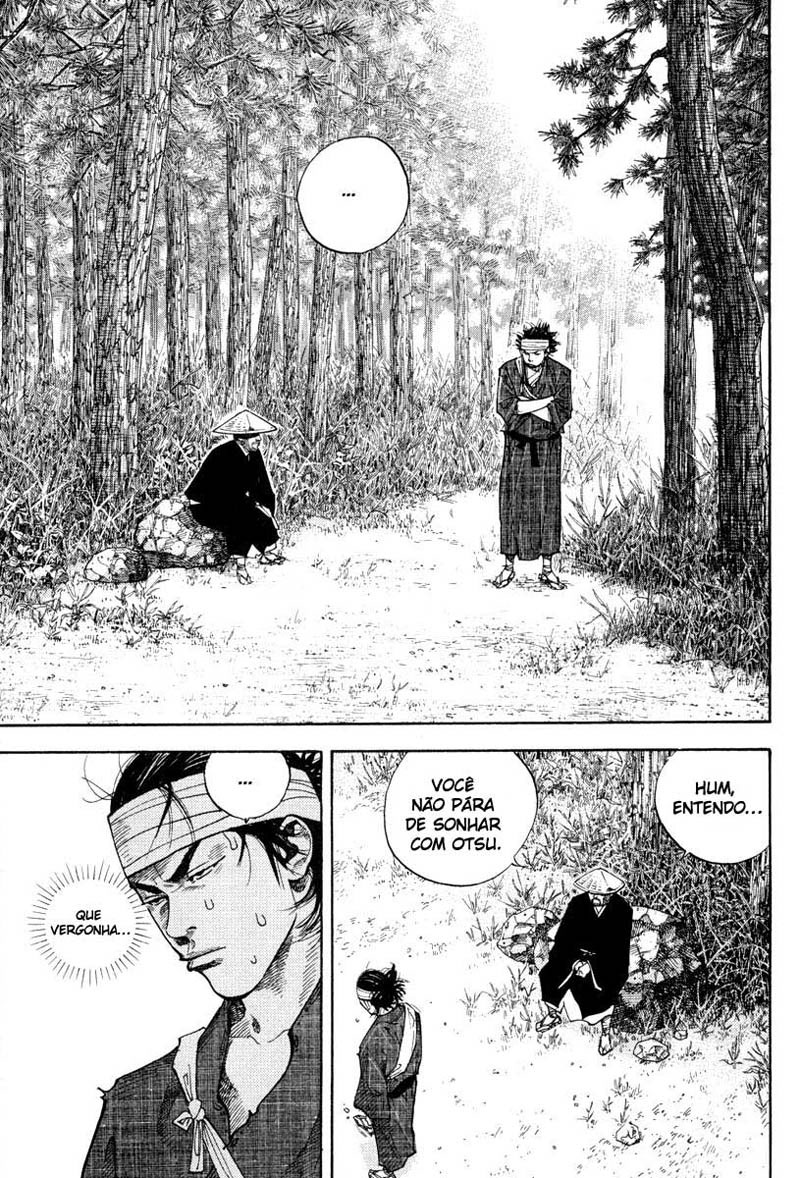 ...
HUM,
ENTENDO...
VOCÊ
NÃO PÁRA
DE SONHAR
COM OTSU.
...
QUE
VERGONHA...